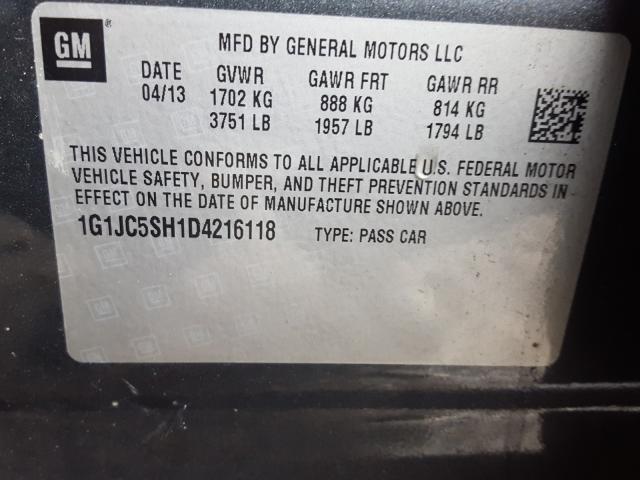 GM
MFD BY GENERAL MOTORS LLC
DATE GVWR GAWR FRT GAWR RR
04/13 1702 KG 888 KG 814 KG
3751 LB 1957 LB 1794 LB
THIS VEHICLE CONFORMS TO ALL APPLICABLE U.S. FEDERAL MOTOR
VEHICLE SAFETY, BUMPER, AND THEFT PREVENTION STANDARDS IN
EFFECT ON THE DATE OF MANUFACTURE SHOWN ABOVE.
1G1JC5SH1D4216118 TYPE: PASS CAR